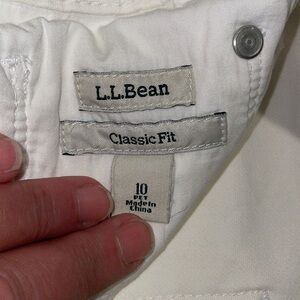 L.L.Bean
Classic Fit
10
PET
Made in
China